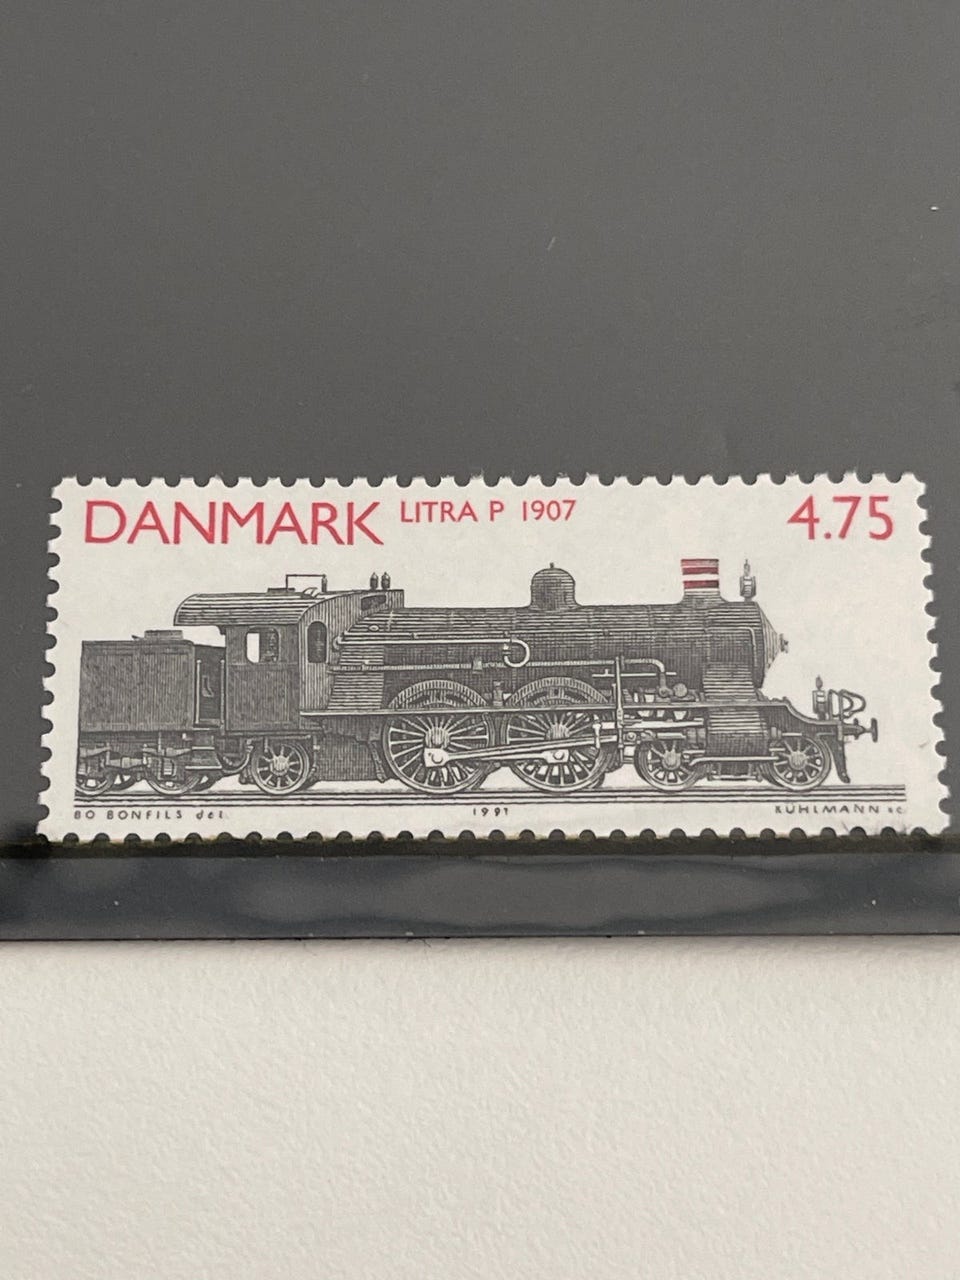 DANMARK LITRA P 1907 4.75
BO BONFILS del. 1991 KÜHLMANN sc.